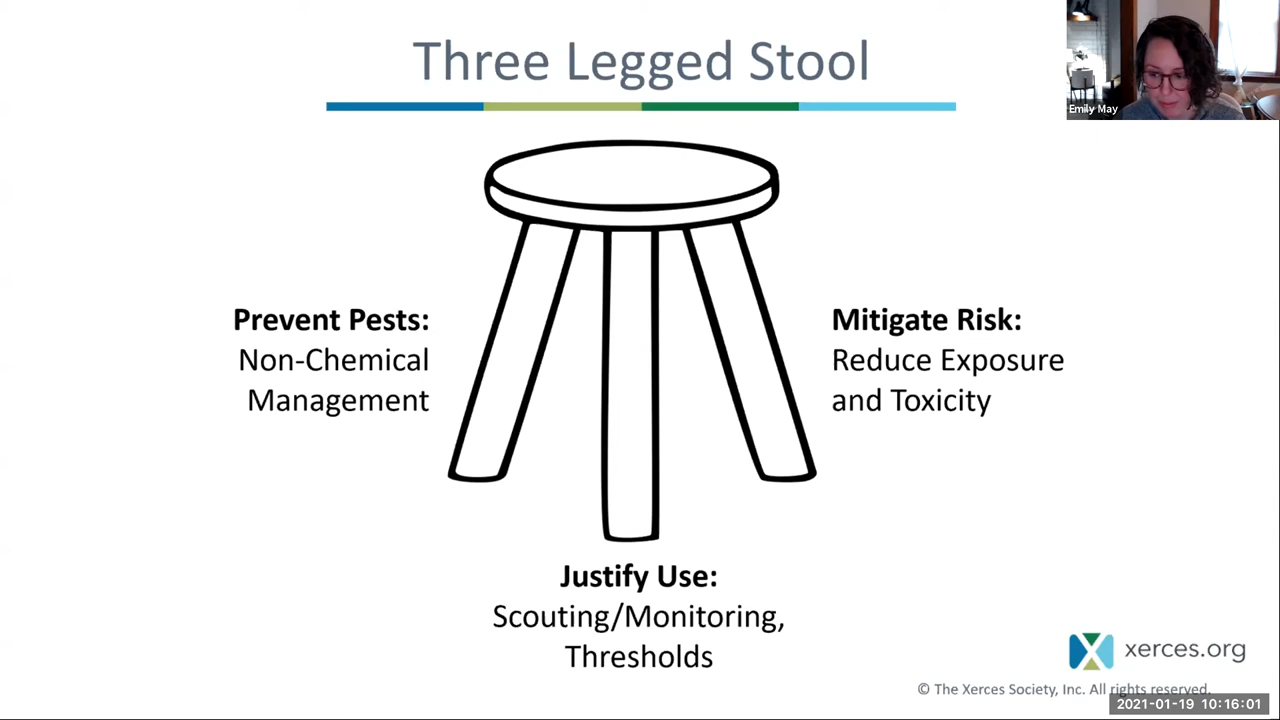 Three Legged Stool
Emily May
Prevent Pests:
Non-Chemical
Management
Mitigate Risk:
Reduce Exposure
and Toxicity
Justify Use:
Scouting/Monitoring,
Thresholds
xerces.org
© The Xerces Society, Inc. All rights reserved.
2021-01-19 10:16:01